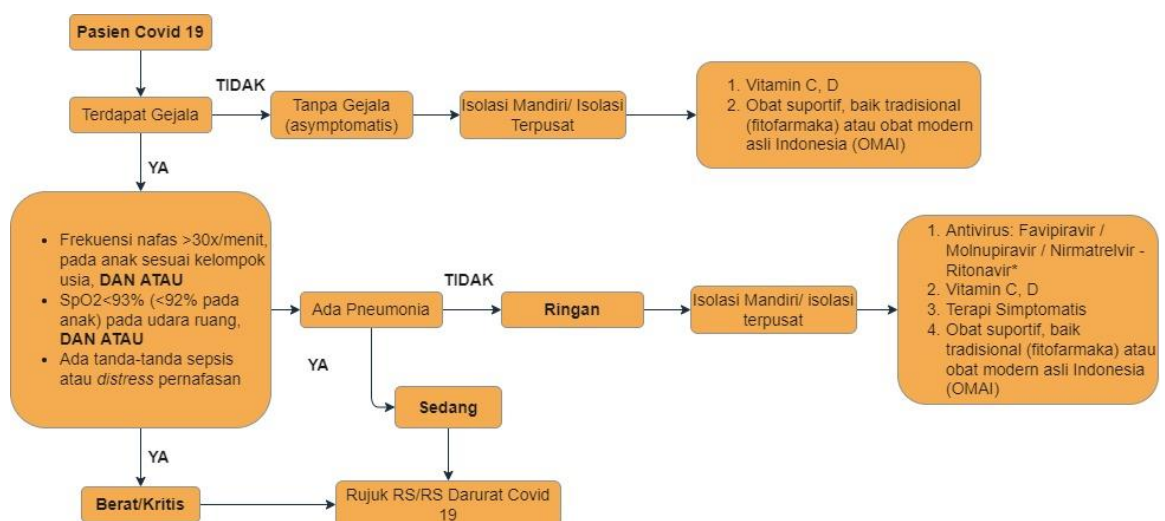 Pasien Covid 19
TIDAK
Terdapat Gejala
Tanpa Gejala
(asymptomatis)
Isolasi Mandiri/ Isolasi
Terpusat
1. Vitamin C, D
2. Obat suportif, baik tradisional
(fitofarmaka) atau obat modern
asli Indonesia (OMAI)
YA
• Frekuensi nafas >30x/menit,
pada anak sesuai kelompok
usia, DAN ATAU
• SpO2<93% (<92% pada
anak) pada udara ruang,
DAN ATAU
• Ada tanda-tanda sepsis
atau distress pernafasan
Ada Pneumonia
TIDAK
Ringan
Isolasi Mandiri/ isolasi
terpusat
1. Antivirus: Favipiravir /
Molnupiravir / Nirmatrelvir -
Ritonavir*
2. Vitamin C, D
3. Terapi Simptomatis
4. Obat suportif, baik
tradisional (fitofarmaka) atau
obat modern asli Indonesia
(OMAI)
YA
Sedang
YA
Berat/Kritis
Rujuk RS/RS Darurat Covid
19